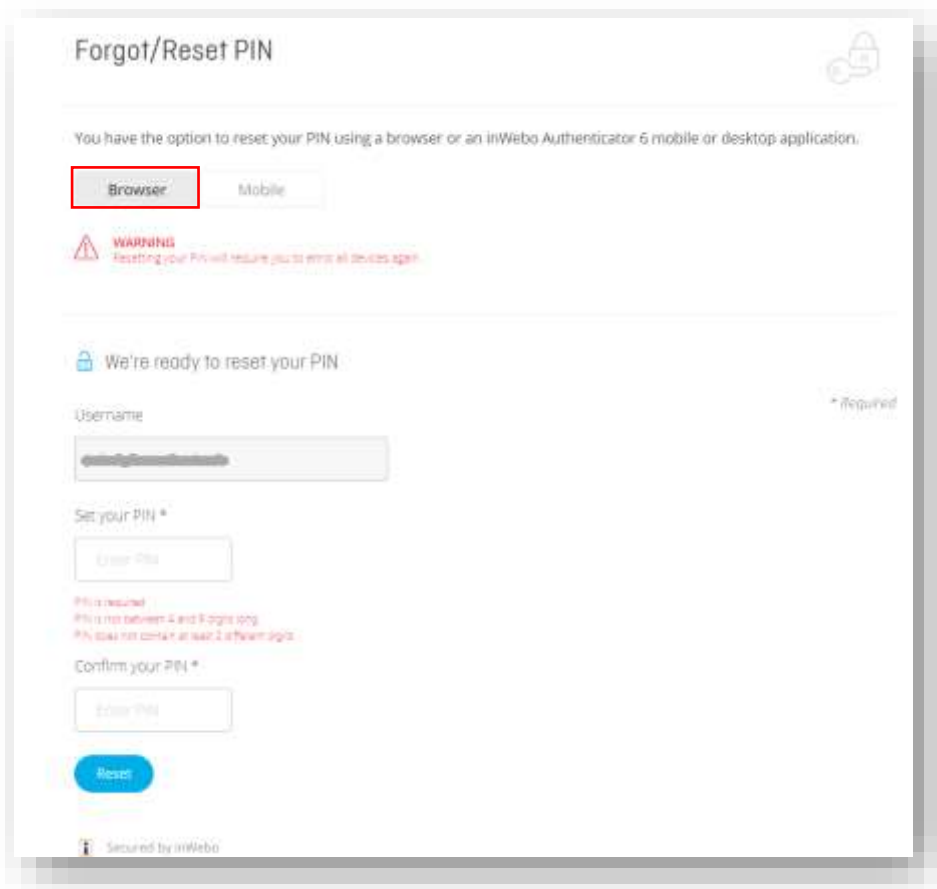 Forgot/Reset PIN
You have the option to reset your PIN using a browser or an inWebo Authenticator 6 mobile or desktop application.
Browser
Mobile
WARNING
Resetting your PIN will require you to enrol all devices again
We're ready to reset your PIN
* Required
Username
Set your PIN *
Enter PIN
PIN is required
PIN is not between 4 and 8 digits long
PIN does not contain at least 2 different digits
Confirm your PIN *
Enter PIN
Reset
Secured by inWebo